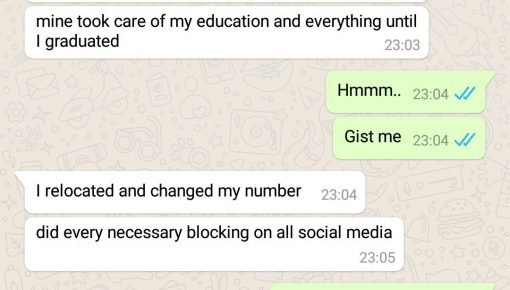 mine took care of my education and everything until
I graduated
23:03
Hmmm.. 23:04
Gist me 23:04
I relocated and changed my number 23:04
did every necessary blocking on all social media
23:05